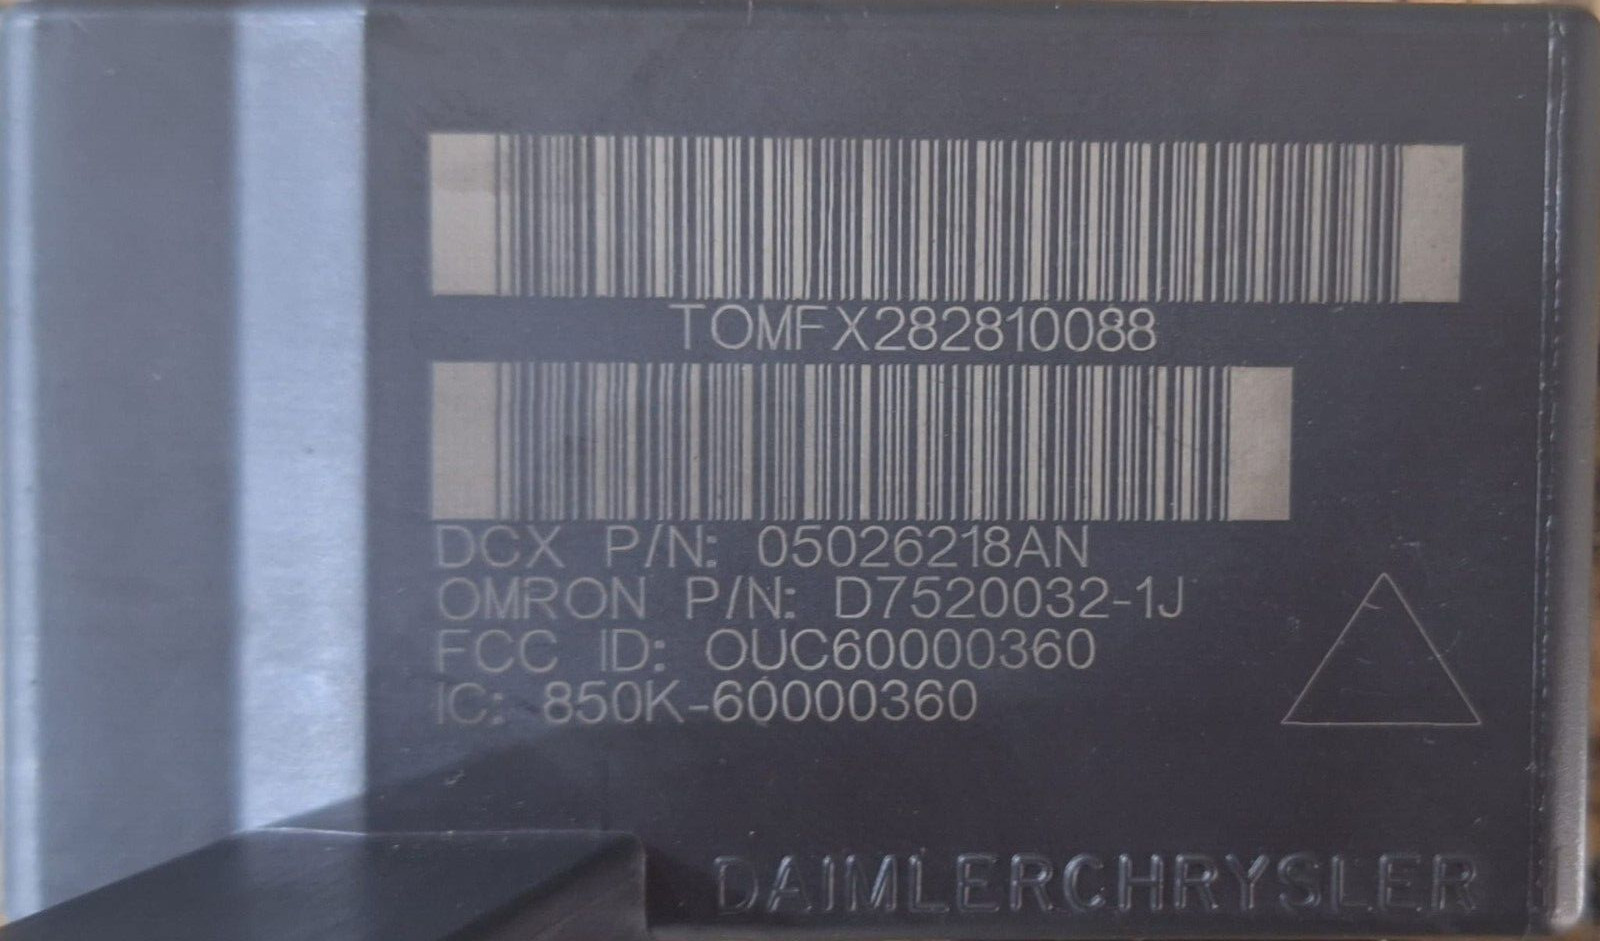 TOMFX282810088
DCX P/N: 05026218AN
OMRON P/N: D7520032-1J
FCC ID: OUC60000360
IC: 850K-60000360
DAIMLERCHRYSLER